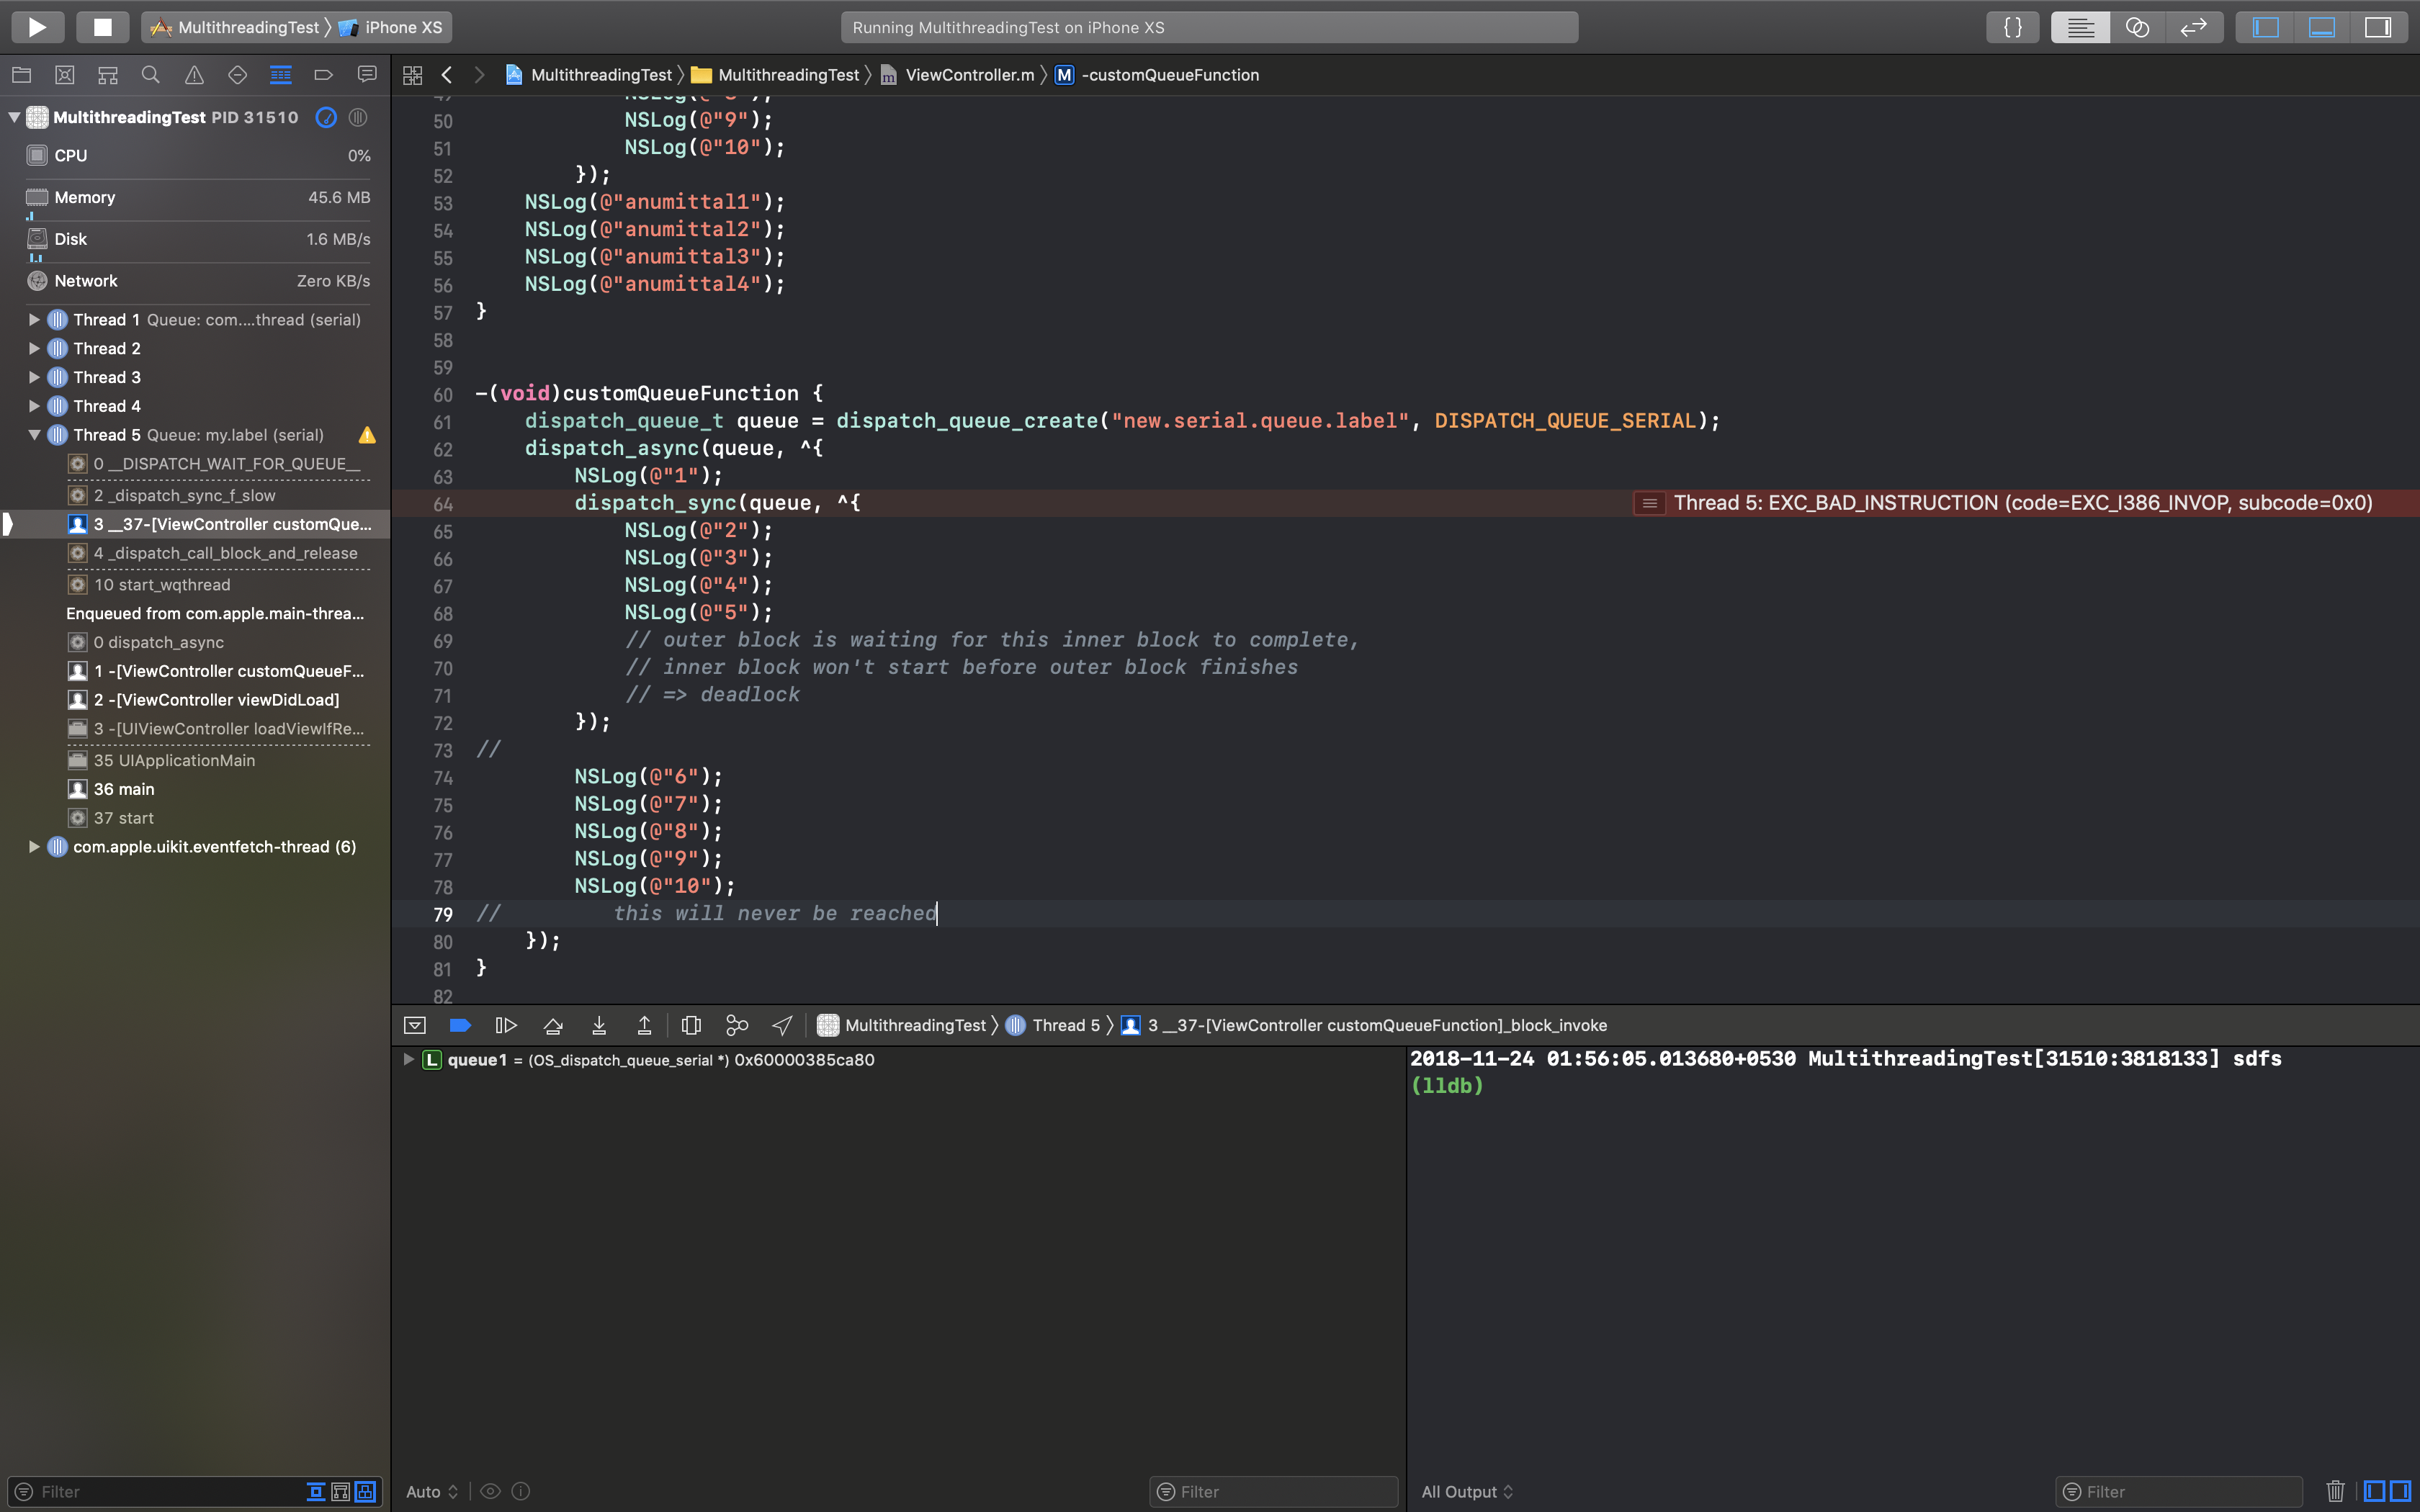 MultithreadingTest 〉 iPhone XS
Running MultithreadingTest on iPhone XS
{}
MultithreadingTest 〉 MultithreadingTest 〉 m ViewController.m 〉 M -customQueueFunction
MultithreadingTest PID 31510
CPU 0%
Memory 45.6 MB
Disk 1.6 MB/s
Network Zero KB/s
Thread 1 Queue: com....thread (serial)
Thread 2
Thread 3
Thread 4
Thread 5 Queue: my.label (serial)
0 __DISPATCH_WAIT_FOR_QUEUE__
2 _dispatch_sync_f_slow
3 __37-[ViewController customQue...
4 _dispatch_call_block_and_release
10 start_wqthread
Enqueued from com.apple.main-threa...
0 dispatch_async
1 -[ViewController customQueueF...
2 -[ViewController viewDidLoad]
3 -[UIViewController loadViewIfRe...
35 UIApplicationMain
36 main
37 start
com.apple.uikit.eventfetch-thread (6)
Filter
50 NSLog(@"9");
51 NSLog(@"10");
52 });
53 NSLog(@"anumittal1");
54 NSLog(@"anumittal2");
55 NSLog(@"anumittal3");
56 NSLog(@"anumittal4");
57 }
58
59
60 -(void)customQueueFunction {
61 dispatch_queue_t queue = dispatch_queue_create("new.serial.queue.label", DISPATCH_QUEUE_SERIAL);
62 dispatch_async(queue, ^{
63 NSLog(@"1");
64 dispatch_sync(queue, ^{ Thread 5: EXC_BAD_INSTRUCTION (code=EXC_I386_INVOP, subcode=0x0)
65 NSLog(@"2");
66 NSLog(@"3");
67 NSLog(@"4");
68 NSLog(@"5");
69 // outer block is waiting for this inner block to complete,
70 // inner block won't start before outer block finishes
71 // => deadlock
72 });
73 //
74 NSLog(@"6");
75 NSLog(@"7");
76 NSLog(@"8");
77 NSLog(@"9");
78 NSLog(@"10");
79 // this will never be reached
80 });
81 }
82
MultithreadingTest 〉 Thread 5 〉 3 __37-[ViewController customQueueFunction]_block_invoke
L queue1 = (OS_dispatch_queue_serial *) 0x60000385ca80
2018-11-24 01:56:05.013680+0530 MultithreadingTest[31510:3818133] sdfs
(lldb)
Auto
Filter
All Output
Filter